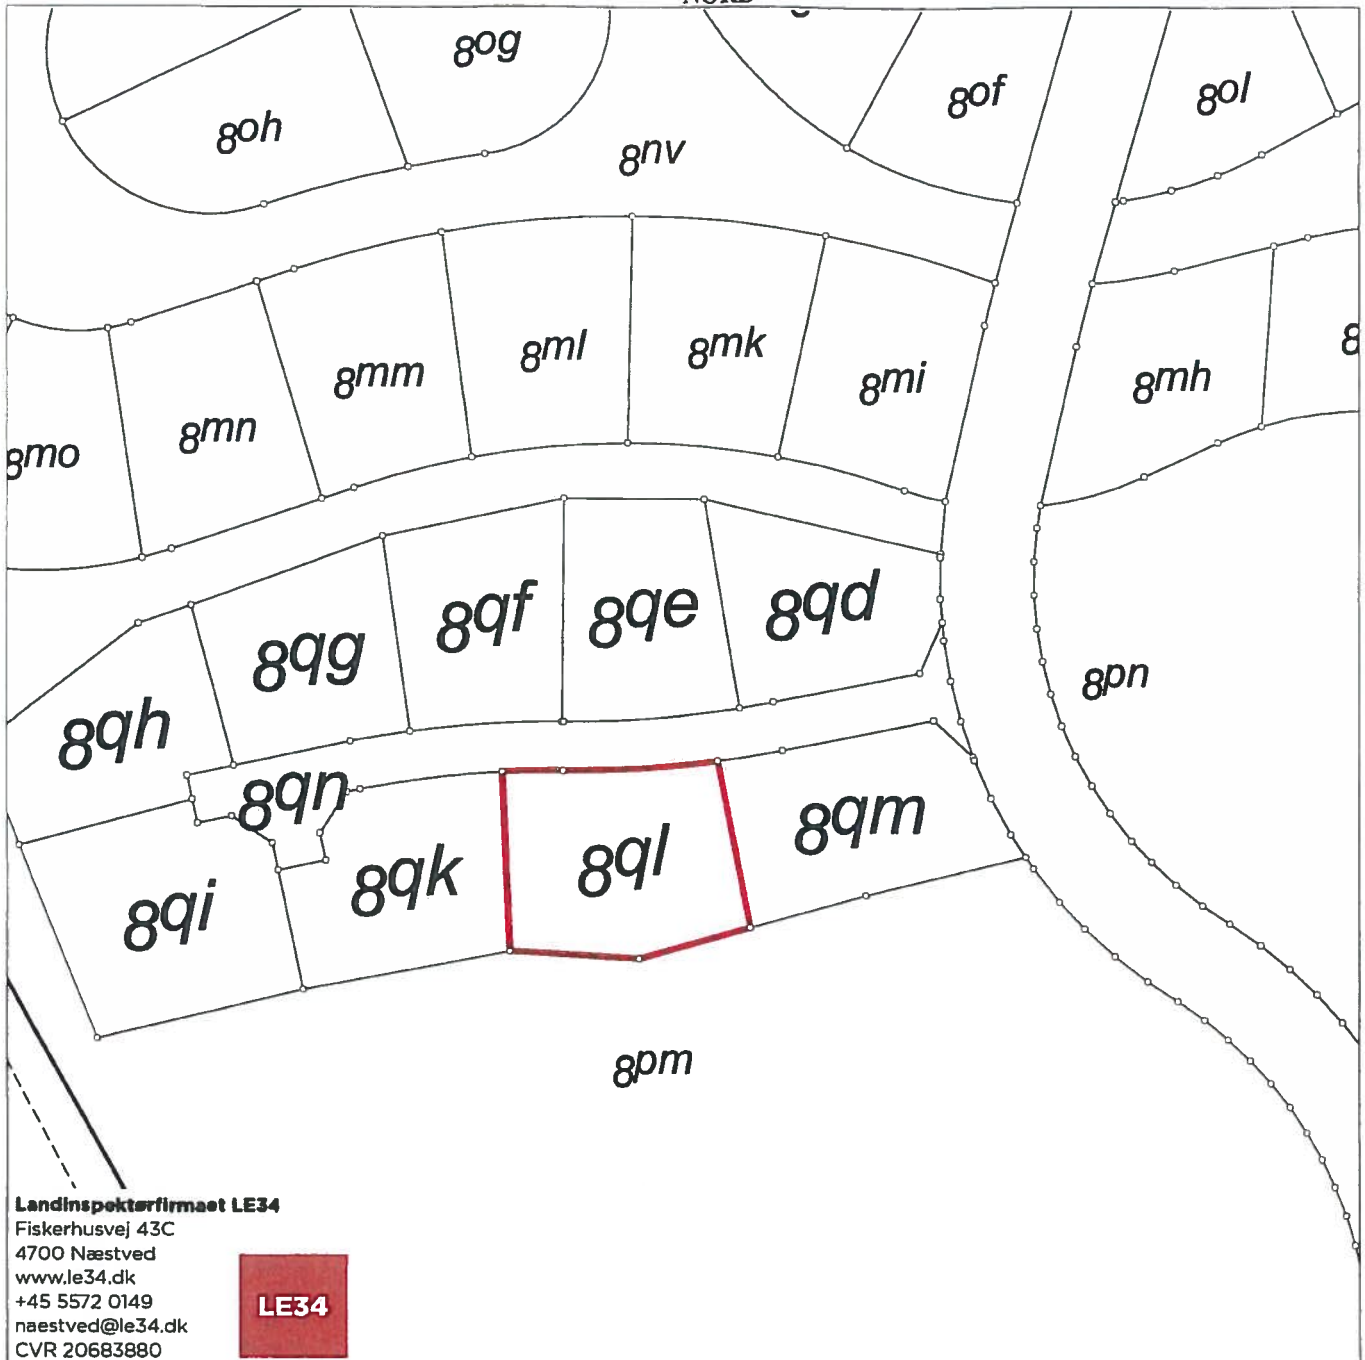 8og
8of
8ol
8oh
8nv
8ml
8mk
8mm
8mi
8mh
8mn
8mo
8qf
8qe
8qd
8qg
8pn
8qh
8qn
8qm
8ql
8qk
8qi
8pm
Landinspektørfirmaet LE34
Fiskerhusvej 43C
4700 Næstved
www.le34.dk
+45 5572 0149
naestved@le34.dk
CVR 20683880
LE34